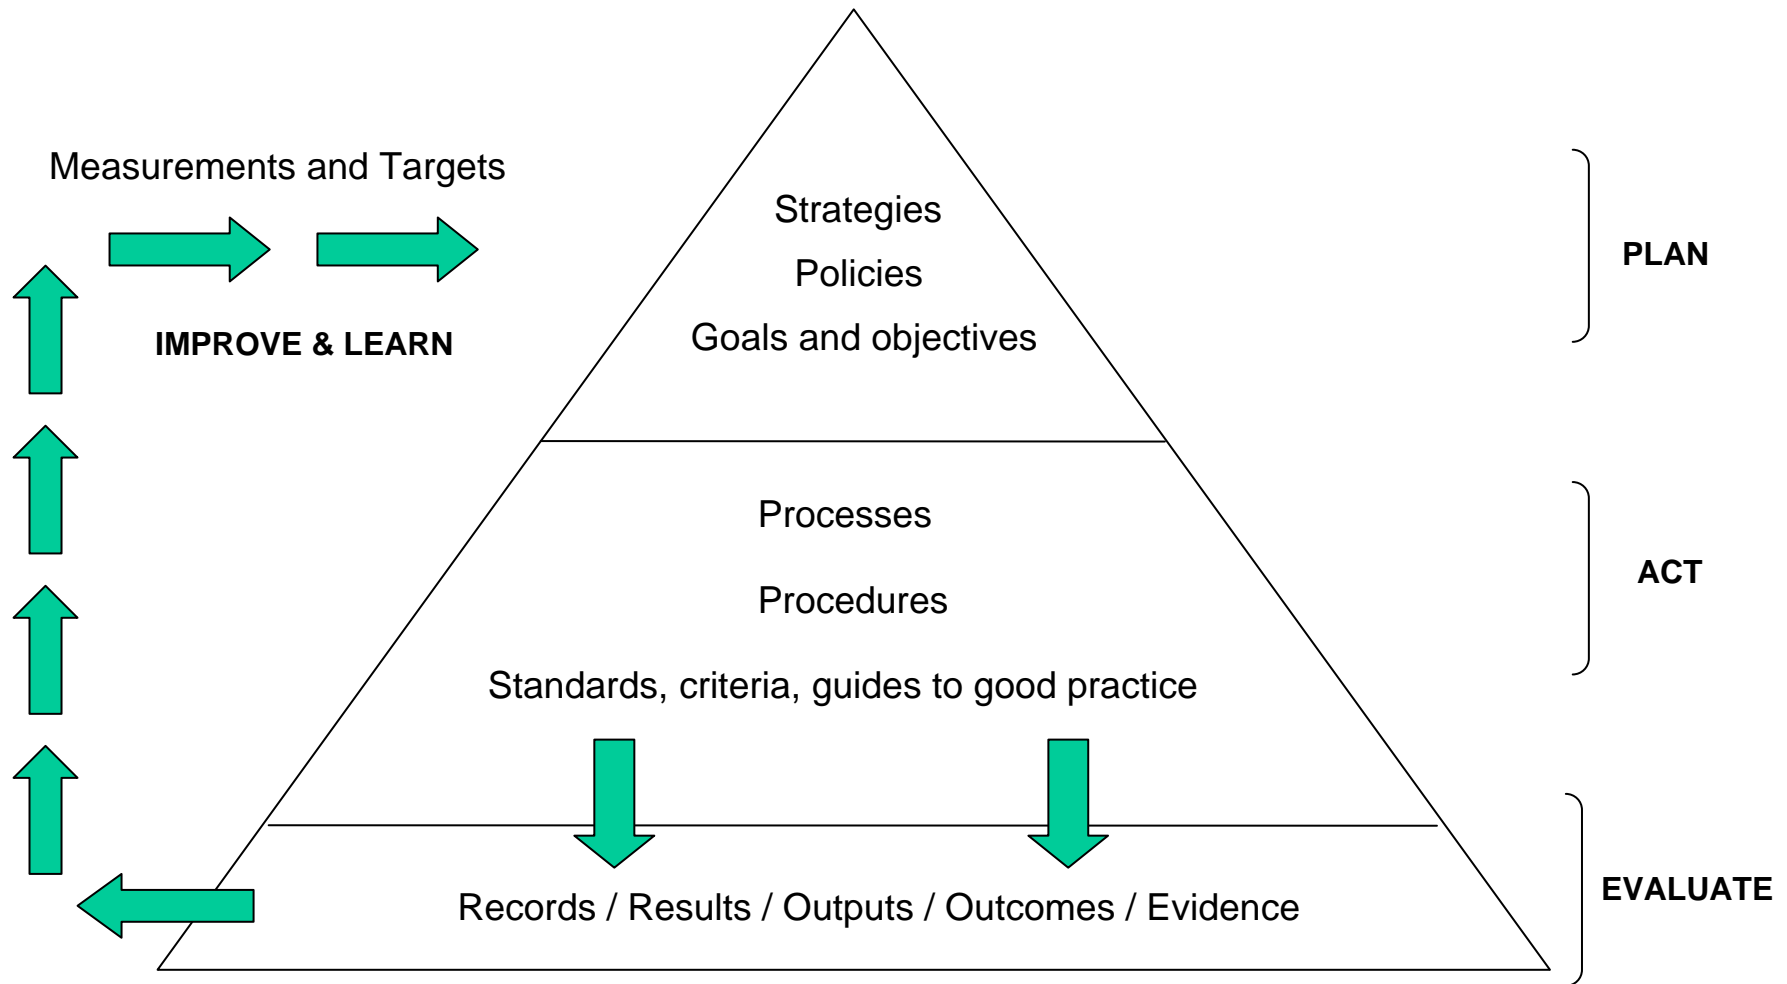 Measurements and Targets
IMPROVE & LEARN
Strategies
Policies
Goals and objectives
PLAN
Processes
Procedures
Standards, criteria, guides to good practice
ACT
Records / Results / Outputs / Outcomes / Evidence
EVALUATE